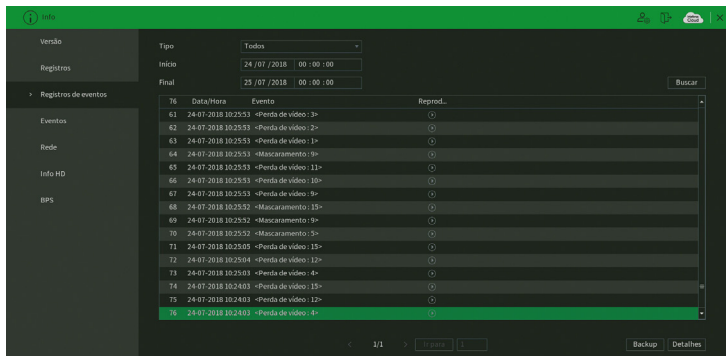 Info
Intelbras Cloud
Versão
Registros
> Registros de eventos
Eventos
Rede
Info HD
BPS
Tipo Todos
Início 24 /07 /2018 00 : 00 : 00
Final 25 /07 /2018 00 : 00 : 00
Buscar
76 Data/Hora Evento Reprod...
61 24-07-2018 10:25:53 <Perda de vídeo : 3>
62 24-07-2018 10:25:53 <Perda de vídeo : 2>
63 24-07-2018 10:25:53 <Perda de vídeo : 1>
64 24-07-2018 10:25:53 <Mascaramento : 9>
65 24-07-2018 10:25:53 <Perda de vídeo : 11>
66 24-07-2018 10:25:53 <Perda de vídeo : 10>
67 24-07-2018 10:25:53 <Perda de vídeo : 9>
68 24-07-2018 10:25:52 <Mascaramento : 15>
69 24-07-2018 10:25:52 <Mascaramento : 9>
70 24-07-2018 10:25:52 <Mascaramento : 5>
71 24-07-2018 10:25:05 <Perda de vídeo : 15>
72 24-07-2018 10:25:04 <Perda de vídeo : 12>
73 24-07-2018 10:25:03 <Perda de vídeo : 4>
74 24-07-2018 10:24:03 <Perda de vídeo : 15>
75 24-07-2018 10:24:03 <Perda de vídeo : 12>
76 24-07-2018 10:24:03 <Perda de vídeo : 4>
< 1/1 > Ir para 1
Backup Detalhes